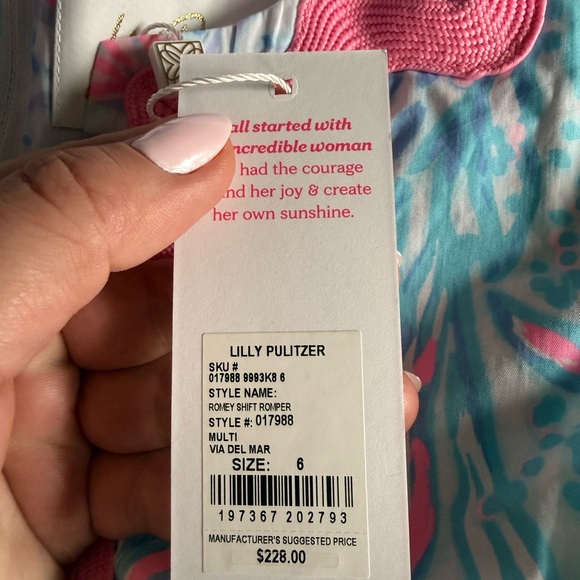 all started with
incredible woman
had the courage
her joy & create
her own sunshine.
LILLY PULITZER
SKU #
017988 9993K8 6
STYLE NAME:
ROMEY SHIFT ROMPER
STYLE #: 017988
MULTI
VIA DEL MAR
SIZE: 6
197367 202793
MANUFACTURER'S SUGGESTED PRICE
$228.00